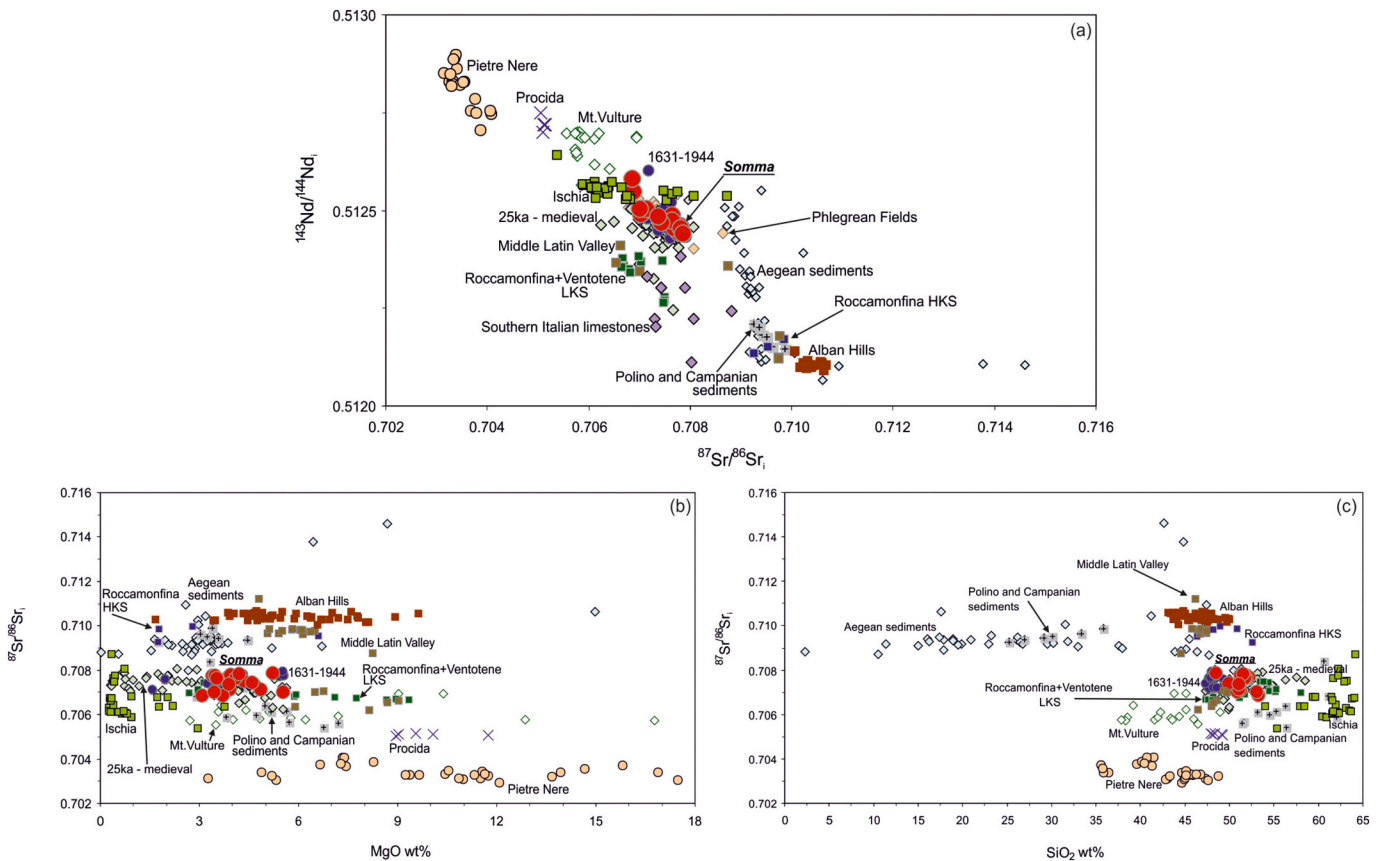 (a)
0.5130
0.5125
0.5120
¹⁴³Nd/¹⁴⁴Ndᵢ
Pietre Nere
Procida
Mt.Vulture
1631-1944
Somma
Ischia
25ka - medieval
Phlegrean Fields
Middle Latin Valley
Aegean sediments
Roccamonfina+Ventotene
LKS
Roccamonfina HKS
Southern Italian limestones
Alban Hills
Polino and Campanian
sediments
0.702 0.704 0.706 0.708 0.710 0.712 0.714 0.716
⁸⁷Sr/⁸⁶Srᵢ
(b)
0.716
0.714
0.712
0.710
0.708
0.706
0.704
0.702
⁸⁷Sr/⁸⁶Srᵢ
Roccamonfina
HKS
Aegean
sediments
Alban Hills
Middle Latin Valley
Somma
1631-1944
Roccamonfina+Ventotene
LKS
Ischia
Mt.Vulture
Polino and Campanian
sediments
Procida
25ka - medieval
Pietre Nere
0 3 6 9 12 15 18
MgO wt%
(c)
0.716
0.714
0.712
0.710
0.708
0.706
0.704
0.702
⁸⁷Sr/⁸⁶Srᵢ
Middle Latin Valley
Polino and Campanian
sediments
Alban Hills
Aegean sediments
Roccamonfina HKS
Somma
25ka - medieval
1631-1944
Roccamonfina+Ventotene
LKS
Ischia
Mt.Vulture
Procida
Polino and Campanian
sediments
Pietre Nere
0 5 10 15 20 25 30 35 40 45 50 55 60 65
SiO₂ wt%